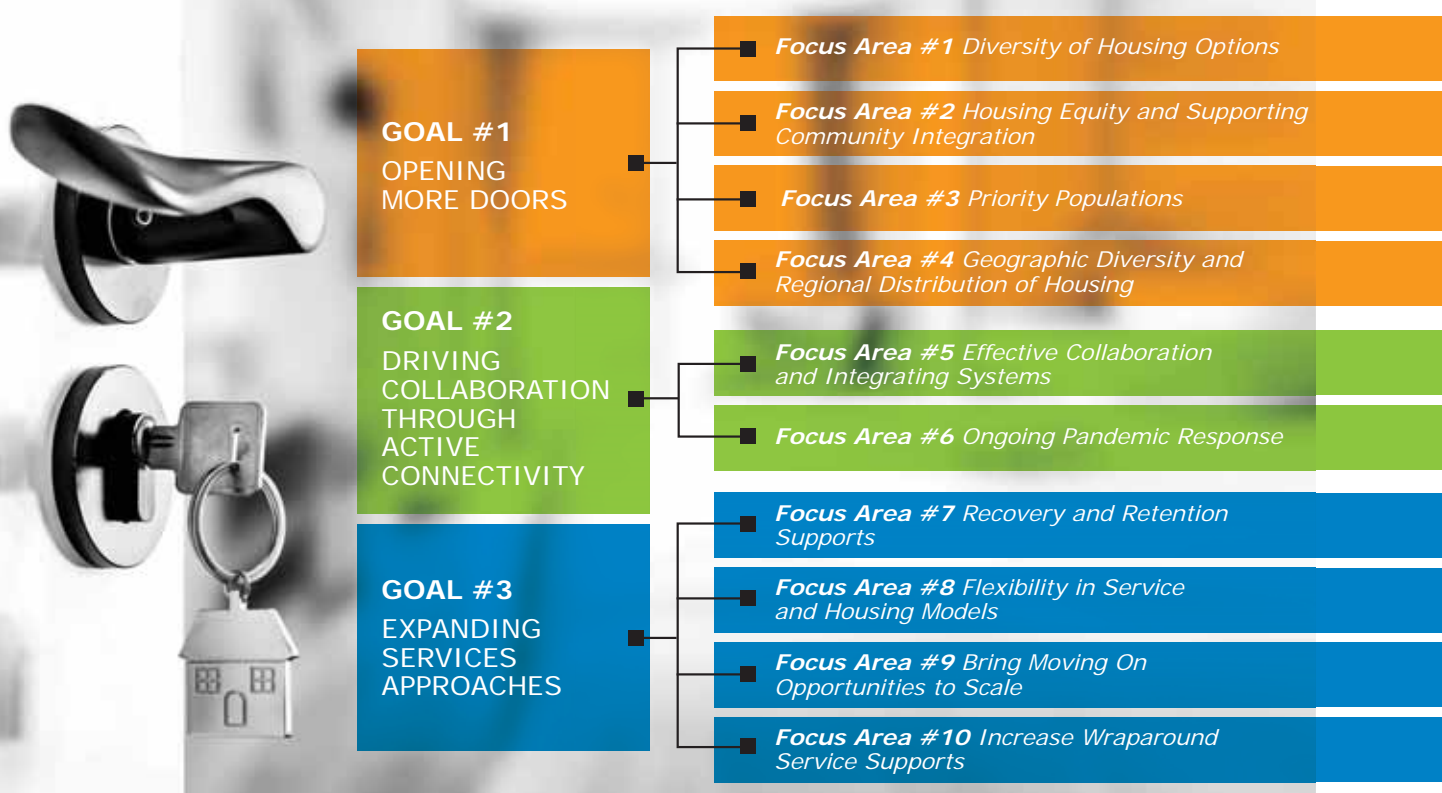 GOAL #1
OPENING
MORE DOORS
Focus Area #1 Diversity of Housing Options
Focus Area #2 Housing Equity and Supporting
Community Integration
Focus Area #3 Priority Populations
Focus Area #4 Geographic Diversity and
Regional Distribution of Housing
GOAL #2
DRIVING
COLLABORATION
THROUGH
ACTIVE
CONNECTIVITY
Focus Area #5 Effective Collaboration
and Integrating Systems
Focus Area #6 Ongoing Pandemic Response
GOAL #3
EXPANDING
SERVICES
APPROACHES
Focus Area #7 Recovery and Retention
Supports
Focus Area #8 Flexibility in Service
and Housing Models
Focus Area #9 Bring Moving On
Opportunities to Scale
Focus Area #10 Increase Wraparound
Service Supports